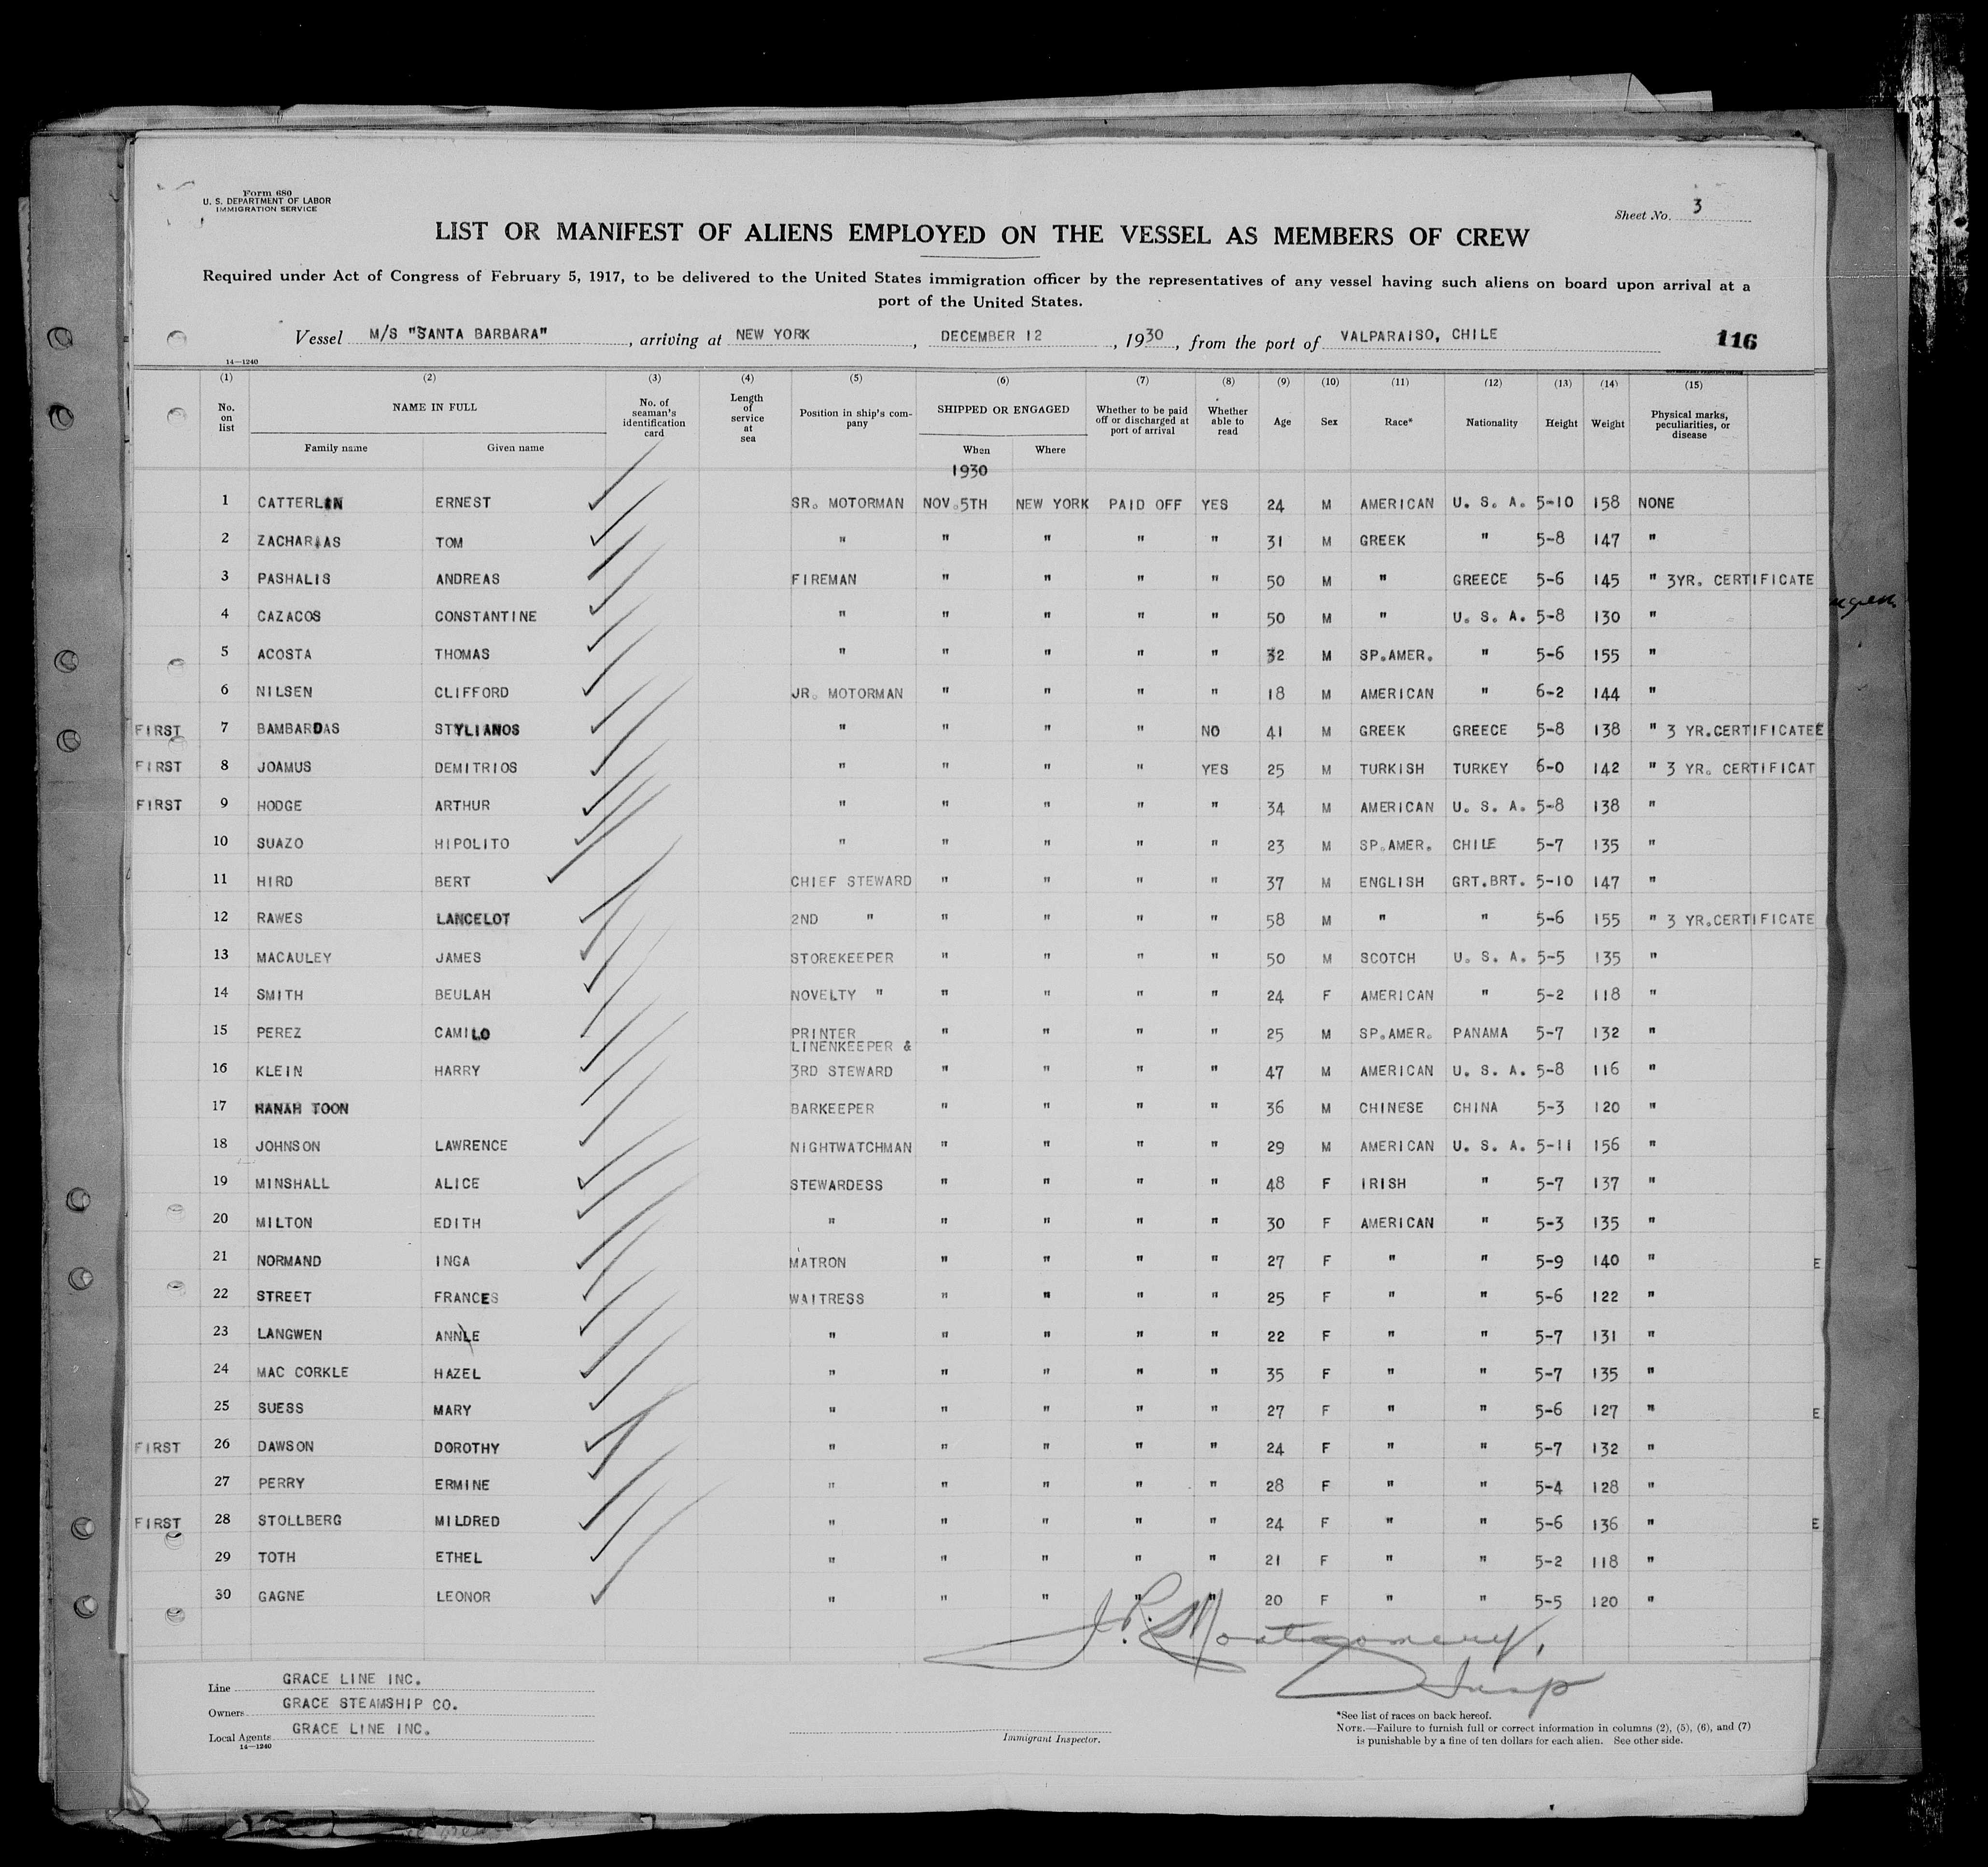 Form 680
U. S. DEPARTMENT OF LABOR
IMMIGRATION SERVICE
Sheet No. 3
LIST OR MANIFEST OF ALIENS EMPLOYED ON THE VESSEL AS MEMBERS OF CREW
Required under Act of Congress of February 5, 1917, to be delivered to the United States immigration officer by the representatives of any vessel having such aliens on board upon arrival at a
port of the United States.
Vessel M/S "SANTA BARBARA" , arriving at NEW YORK , DECEMBER 12 , 1930 , from the port of VALPARAISO, CHILE 116
14—1240
(1) (2) (3) (4) (5) (6) (7) (8) (9) (10) (11) (12) (13) (14) (15)
No. on list NAME IN FULL Family name Given name No. of seaman's identification card Length of service at sea Position in ship's company SHIPPED OR ENGAGED When Where Whether to be paid off or discharged at port of arrival Whether able to read Age Sex Race* Nationality Height Weight Physical marks, peculiarities, or disease
1930
1 CATTERLIN ERNEST SR. MOTORMAN NOV.5TH NEW YORK PAID OFF YES 24 M AMERICAN U. S. A. 5-10 158 NONE
2 ZACHARIAS TOM " " " " " 31 M GREEK " 5-8 147 "
3 PASHALIS ANDREAS FIREMAN " " " " 50 M " GREECE 5-6 145 " 3YR. CERTIFICATE
4 CAZACOS CONSTANTINE " " " " " 50 M " U. S. A. 5-8 130 "
5 ACOSTA THOMAS " " " " " 32 M SP.AMER. " 5-6 155 "
6 NILSEN CLIFFORD JR. MOTORMAN " " " " 18 M AMERICAN " 6-2 144 "
FIRST 7 BAMBARDAS STYLIANOS " " " " NO 41 M GREEK GREECE 5-8 138 " 3 YR.CERTIFICATEE
FIRST 8 JOAMUS DEMITRIOS " " " " YES 25 M TURKISH TURKEY 6-0 142 " 3 YR. CERTIFICAT
FIRST 9 HODGE ARTHUR " " " " " 34 M AMERICAN U. S. A. 5-8 138 "
10 SUAZO HIPOLITO " " " " " 23 M SP.AMER. CHILE 5-7 135 "
11 HIRD BERT CHIEF STEWARD " " " " 37 M ENGLISH GRT.BRT. 5-10 147 "
12 RAWES LANCELOT 2ND " " " " " 58 M " " 5-6 155 " 3 YR.CERTIFICATE
13 MACAULEY JAMES STOREKEEPER " " " " 50 M SCOTCH U. S. A. 5-5 135 "
14 SMITH BEULAH NOVELTY " " " " " 24 F AMERICAN " 5-2 118 "
15 PEREZ CAMILO PRINTER " " " " 25 M SP.AMER. PANAMA 5-7 132 "
LINENKEEPER &
16 KLEIN HARRY 3RD STEWARD " " " " 47 M AMERICAN U. S. A. 5-8 116 "
17 HANAH TOON BARKEEPER " " " " 36 M CHINESE CHINA 5-3 120 "
18 JOHNSON LAWRENCE NIGHTWATCHMAN " " " " 29 M AMERICAN U. S. A. 5-11 156 "
19 MINSHALL ALICE STEWARDESS " " " " 48 F IRISH " 5-7 137 "
20 MILTON EDITH " " " " " 30 F AMERICAN " 5-3 135 "
21 NORMAND INGA MATRON " " " " 27 F " " 5-9 140 " E
22 STREET FRANCES WAITRESS " " " " 25 F " " 5-6 122 "
23 LANGWEN ANNLE " " " " " 22 F " " 5-7 131 "
24 MAC CORKLE HAZEL " " " " " 35 F " " 5-7 135 "
25 SUESS MARY " " " " " 27 F " " 5-6 127 " E
FIRST 26 DAWSON DOROTHY " " " " " 24 F " " 5-7 132 "
27 PERRY ERMINE " " " " " 28 F " " 5-4 128 "
FIRST 28 STOLLBERG MILDRED " " " " " 24 F " " 5-6 136 " E
29 TOTH ETHEL " " " " " 21 F " " 5-2 118 "
30 GAGNE LEONOR " " " " " 20 F " " 5-5 120 "
J. P. Montgomery,
Insp
Line GRACE LINE INC.
Owners GRACE STEAMSHIP CO.
Local Agents GRACE LINE INC.
14—1240
Immigrant Inspector.
*See list of races on back hereof.
NOTE.—Failure to furnish full or correct information in columns (2), (5), (6), and (7)
is punishable by a fine of ten dollars for each alien. See other side.